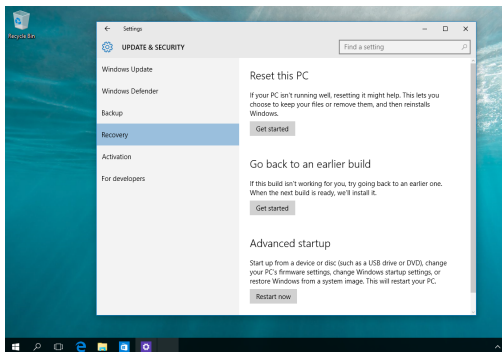 Recycle Bin
Settings
UPDATE & SECURITY
Find a setting
Windows Update
Windows Defender
Backup
Recovery
Activation
For developers
Reset this PC
If your PC isn't running well, resetting it might help. This lets you
choose to keep your files or remove them, and then reinstalls
Windows.
Get started
Go back to an earlier build
If this build isn't working for you, try going back to an earlier one.
When the next build is ready, we'll install it.
Get started
Advanced startup
Start up from a device or disc (such as a USB drive or DVD), change
your PC's firmware settings, change Windows startup settings, or
restore Windows from a system image. This will restart your PC.
Restart now